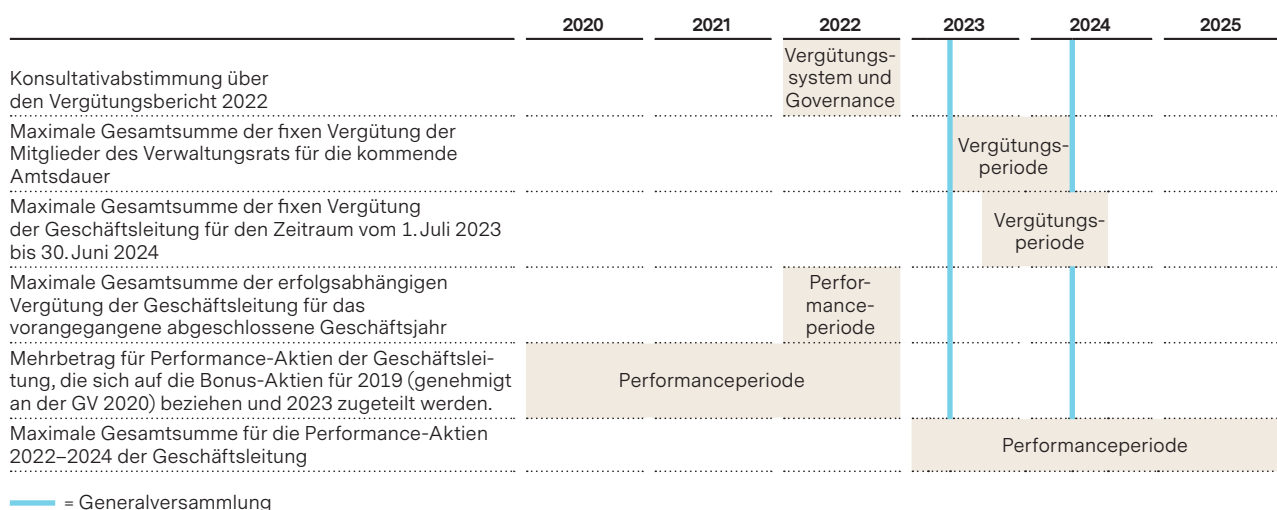 2020 2021 2022 2023 2024 2025
Konsultativabstimmung über
den Vergütungsbericht 2022
Vergütungs-
system und
Governance
Maximale Gesamtsumme der fixen Vergütung der
Mitglieder des Verwaltungsrats für die kommende
Amtsdauer
Vergütungs-
periode
Maximale Gesamtsumme der fixen Vergütung
der Geschäftsleitung für den Zeitraum vom 1. Juli 2023
bis 30. Juni 2024
Vergütungs-
periode
Maximale Gesamtsumme der erfolgsabhängigen
Vergütung der Geschäftsleitung für das
vorangegangene abgeschlossene Geschäftsjahr
Perfor-
mance-
periode
Mehrbetrag für Performance-Aktien der Geschäftslei-
tung, die sich auf die Bonus-Aktien für 2019 (genehmigt
an der GV 2020) beziehen und 2023 zugeteilt werden.
Performanceperiode
Maximale Gesamtsumme für die Performance-Aktien
2022–2024 der Geschäftsleitung
Performanceperiode
= Generalversammlung